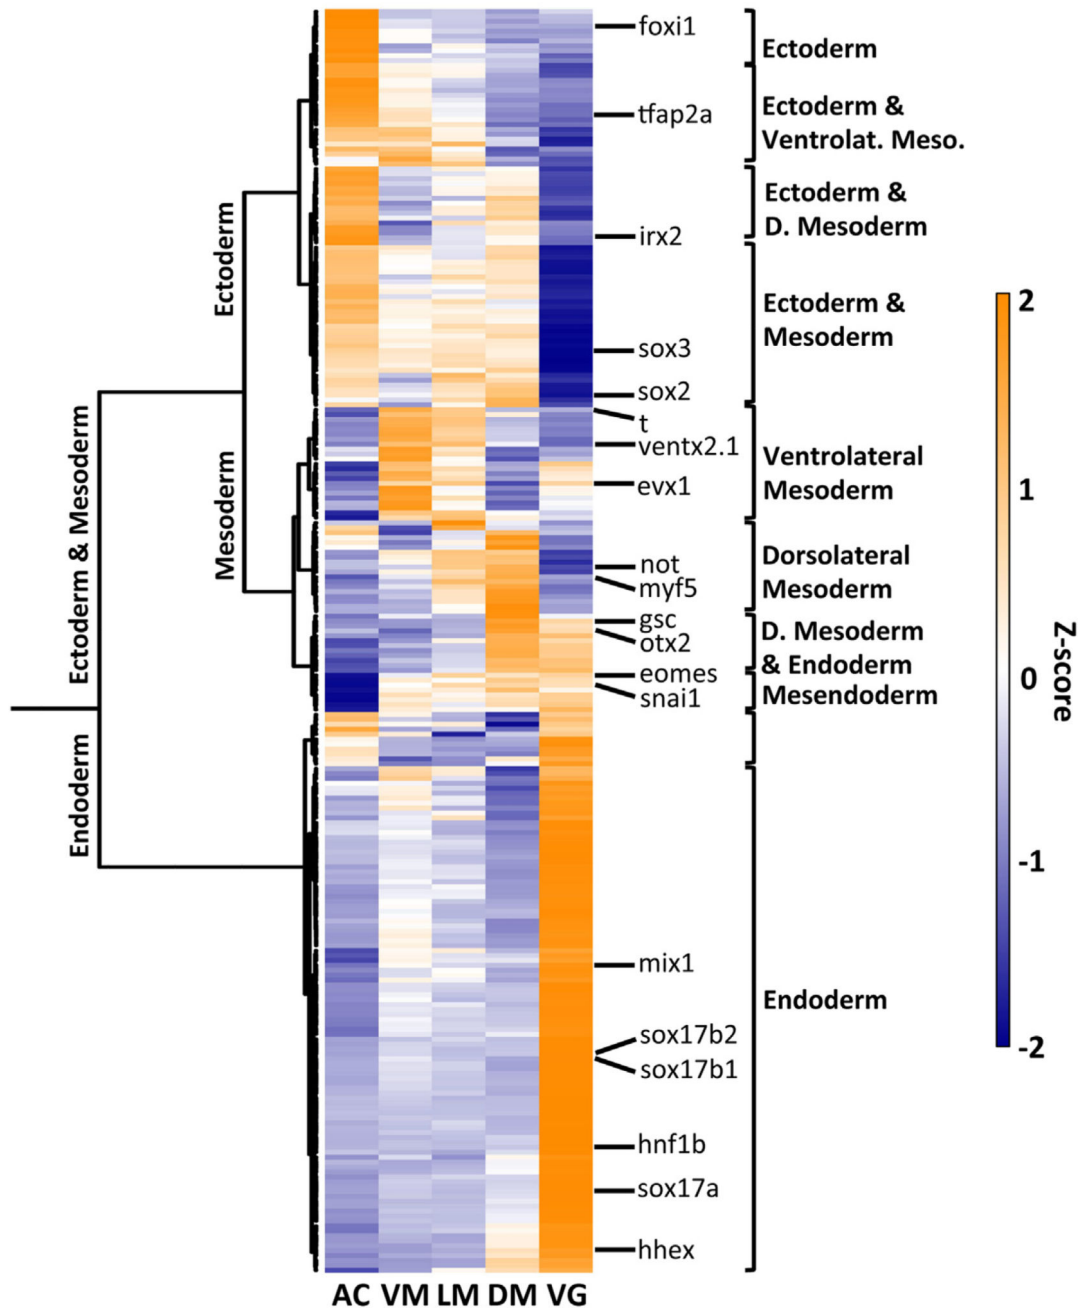 foxi1
Ectoderm
tfap2a
Ectoderm &
Ventrolat. Meso.
Ectoderm &
D. Mesoderm
irx2
Ectoderm
Ectoderm &
Mesoderm
sox3
sox2
t
ventx2.1
evx1
Ventrolateral
Mesoderm
Mesoderm
Ectoderm & Mesoderm
not
myf5
Dorsolateral
Mesoderm
gsc
otx2
D. Mesoderm
& Endoderm
eomes
snai1
Mesendoderm
Endoderm
mix1
Endoderm
sox17b2
sox17b1
hnf1b
sox17a
hhex
AC VM LM DM VG
2
1
0
-1
-2
Z-score